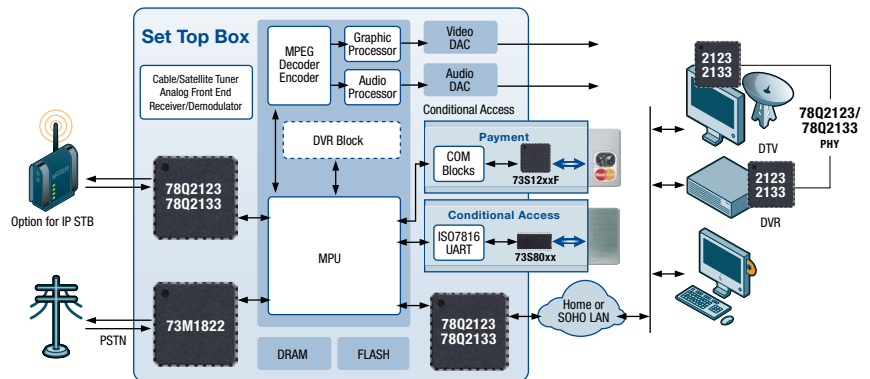 Set Top Box
Cable/Satellite Tuner
Analog Front End
Receiver/Demodulator
MPEG
Decoder
Encoder
Graphic
Processor
Audio
Processor
Video
DAC
Audio
DAC
DVR Block
MPU
Conditional Access
Payment
COM
Blocks
73S12xxF
Conditional Access
ISO7816
UART
73S80xx
Option for IP STB
78Q2123
78Q2133
PSTN
73M1822
DRAM
FLASH
78Q2123
78Q2133
Home or
SOHO LAN
2123
2133
DTV
78Q2123/
78Q2133
PHY
2123
2133
DVR